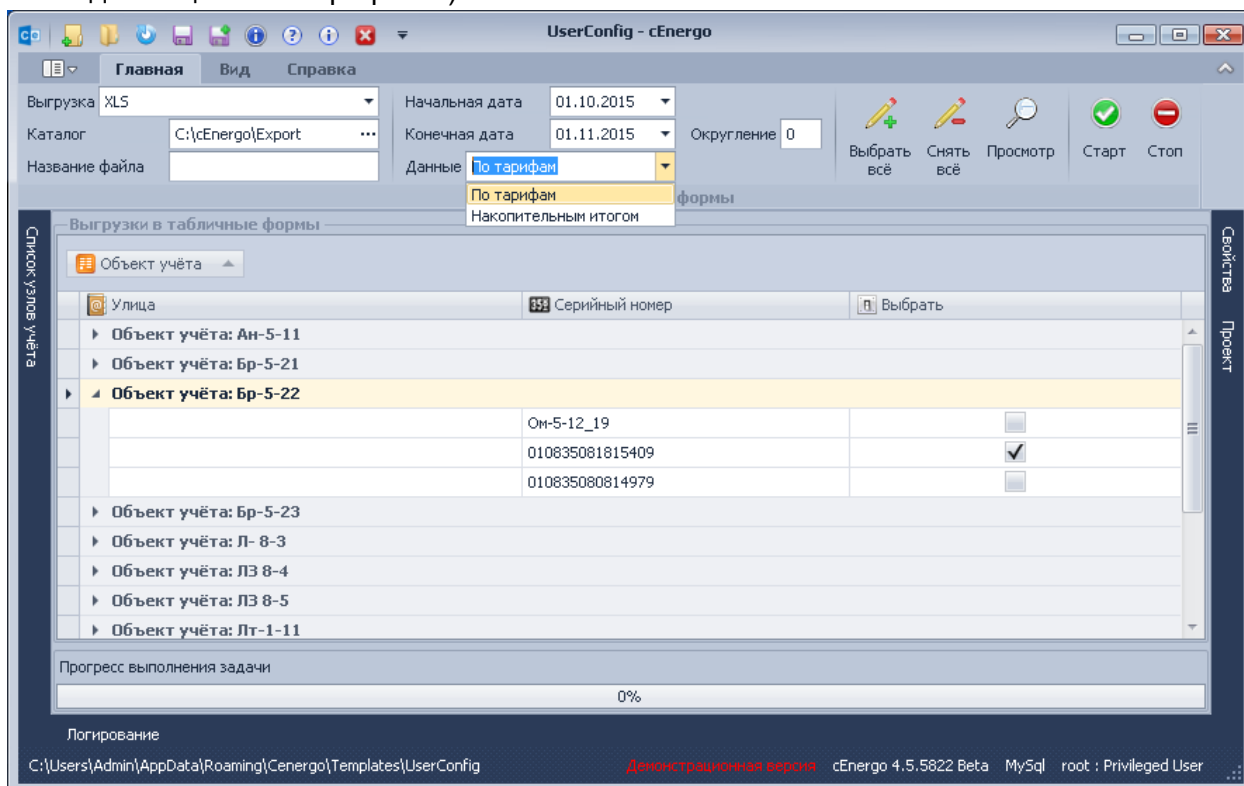 UserConfig - cEnergo
Главная Вид Справка
Выгрузка XLS Начальная дата 01.10.2015
Каталог C:\cEnergo\Export ... Конечная дата 01.11.2015 Округление 0
Название файла Данные По тарифам
Выбрать всё Снять всё Просмотр Старт Стоп
По тарифам
Накопительным итогом
формы
Список узлов учёта
Выгрузки в табличные формы
Объект учёта
Улица Серийный номер Выбрать
Объект учёта: Ан-5-11
Объект учёта: Бр-5-21
Объект учёта: Бр-5-22
Ом-5-12_19
010835081815409
010835080814979
Объект учёта: Бр-5-23
Объект учёта: Л- 8-3
Объект учёта: ЛЗ 8-4
Объект учёта: ЛЗ 8-5
Объект учёта: Лт-1-11
Свойства
Проект
Прогресс выполнения задачи
0%
Логирование
C:\Users\Admin\AppData\Roaming\Cenergo\Templates\UserConfig Демонстрационная версия cEnergo 4.5.5822 Beta MySql root : Privileged User